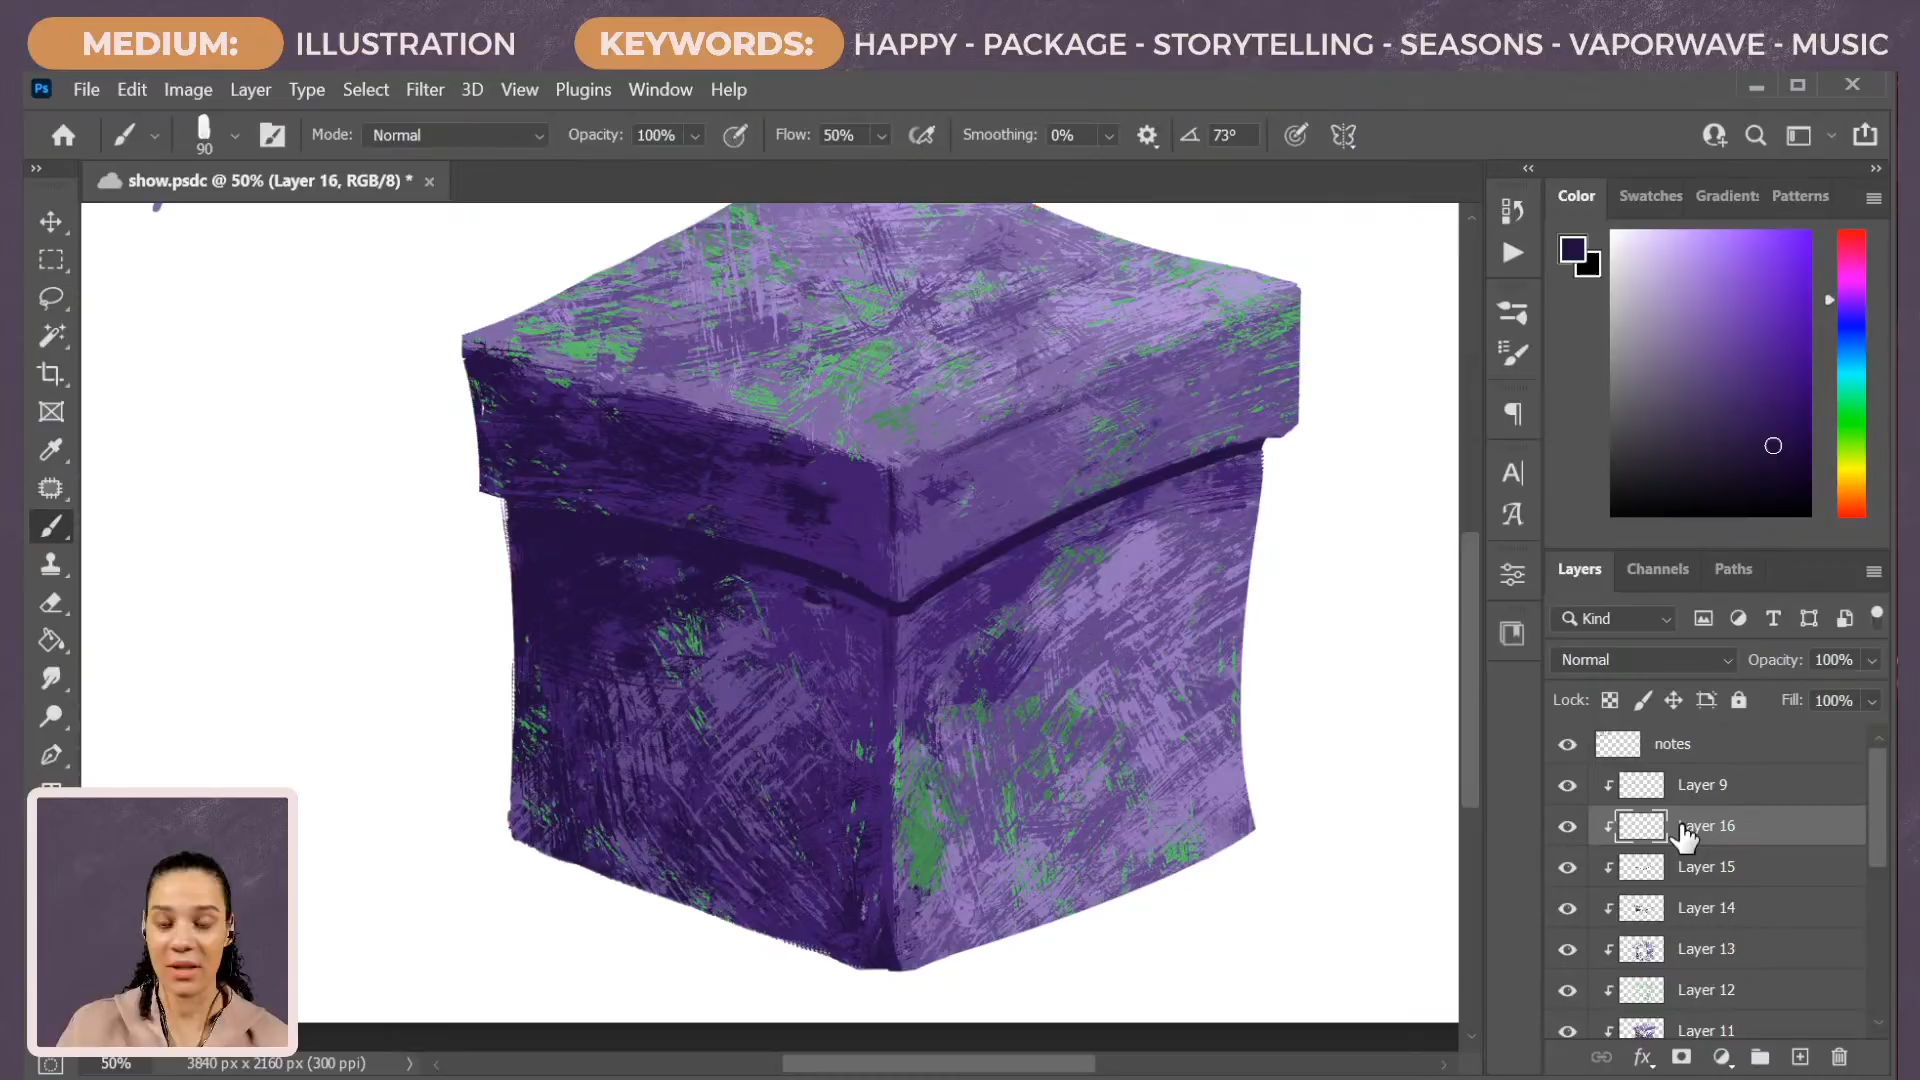 MEDIUM: ILLUSTRATION KEYWORDS: HAPPY - PACKAGE - STORYTELLING - SEASONS - VAPORWAVE - MUSIC
Ps File Edit Image Layer Type Select Filter 3D View Plugins Window Help
90 Mode: Normal Opacity: 100% Flow: 50% Smoothing: 0% 73°
show.psdc @ 50% (Layer 16, RGB/8) *
Color Swatches Gradients Patterns
Layers Channels Paths
Kind
Normal Opacity: 100%
Lock: Fill: 100%
notes
Layer 9
Layer 16
Layer 15
Layer 14
Layer 13
Layer 12
Layer 11
fx
50% 3840 px x 2160 px (300 ppi)